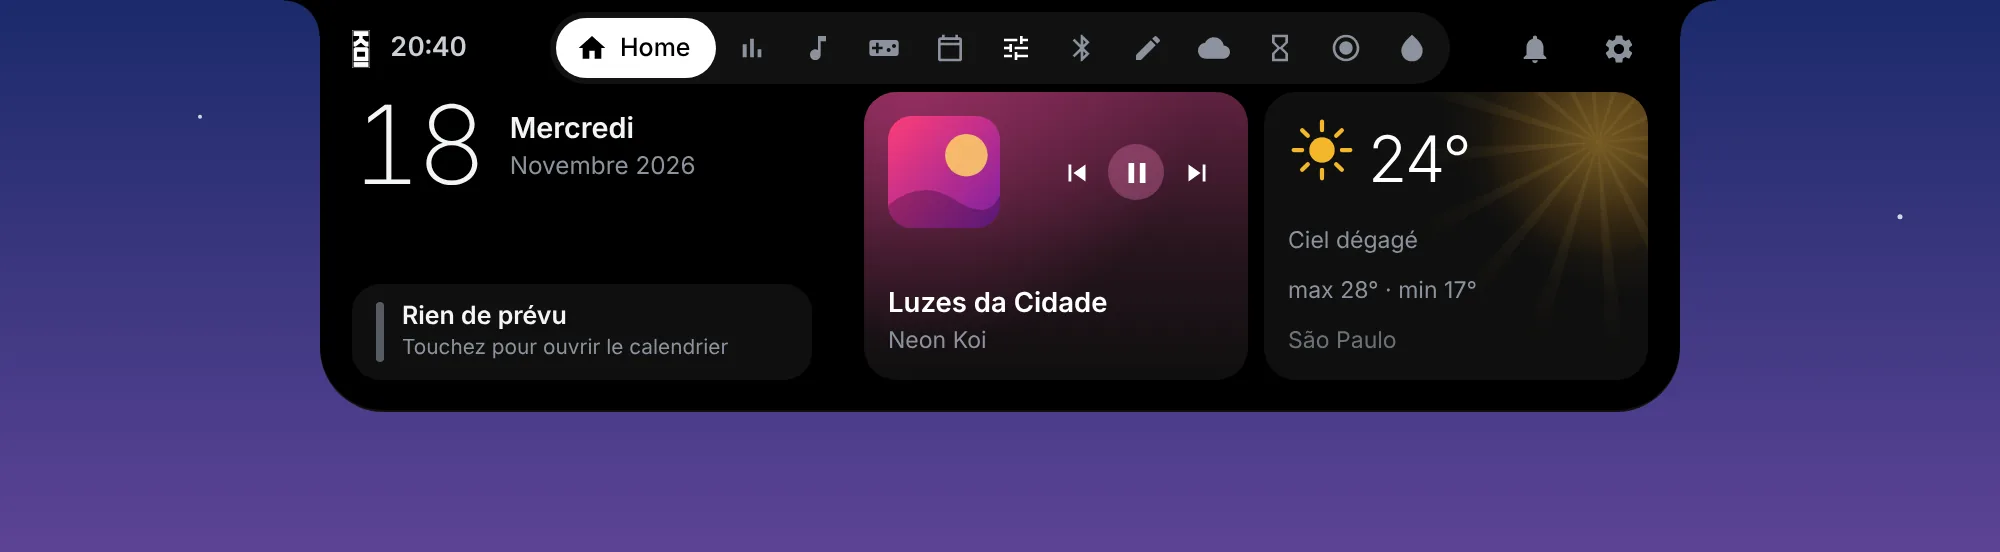 KOI
20:40
Home
18
Mercredi
Novembre 2026
Rien de prévu
Touchez pour ouvrir le calendrier
Luzes da Cidade
Neon Koi
24°
Ciel dégagé
max 28° · min 17°
São Paulo